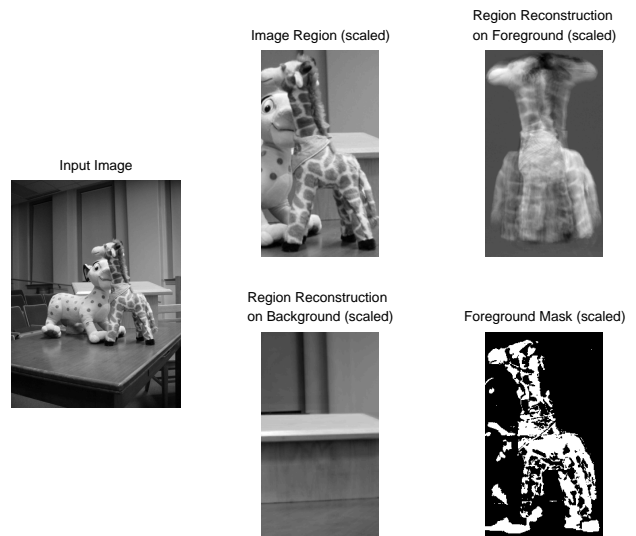 Input Image
Image Region (scaled)
Region Reconstruction
on Foreground (scaled)
Region Reconstruction
on Background (scaled)
Foreground Mask (scaled)